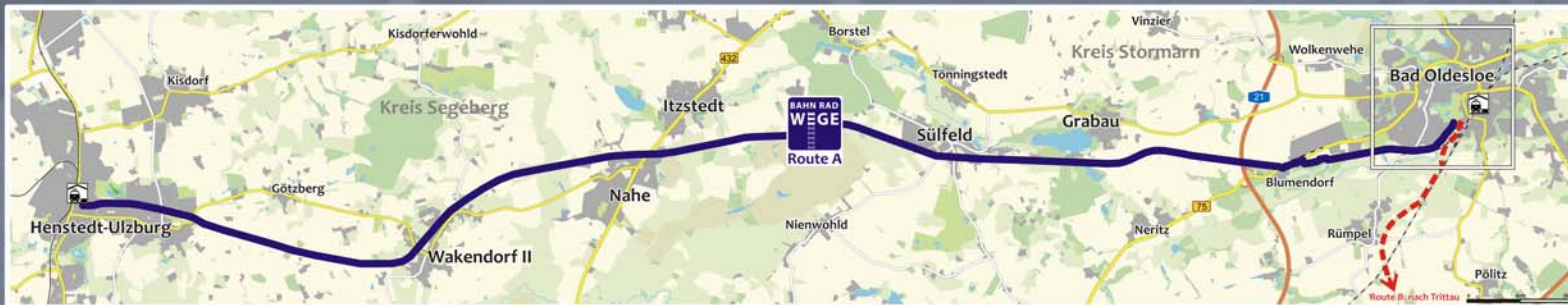 Kisdorferwohld
Kisdorf
Kreis Segeberg
432
Itzstedt
Borstel
Vinzier
Kreis Stormarn
Tönningstedt
Wolkenwehe
21
Bad Oldesloe
Grabau
BAHN RAD
WEGE
Route A
Sülfeld
Henstedt-Ulzburg
Götzberg
Wakendorf II
Nahe
Nienwohld
Neritz
75
Blumendorf
Rümpel
Pölitz
Route B: nach Trittau